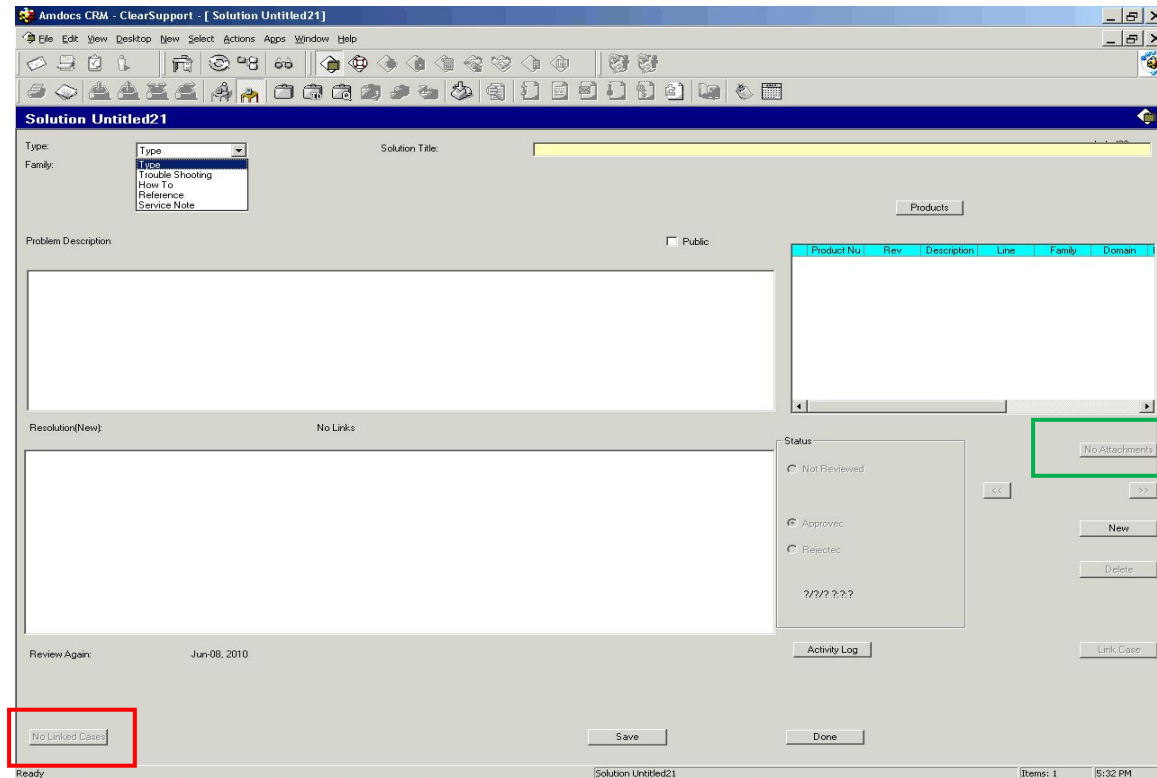 Amdocs CRM - ClearSupport - [ Solution Untitled21]
File Edit View Desktop New Select Actions Apps Window Help
Solution Untitled21
Type: Type Solution Title:
Family: Type
Trouble Shooting
How To
Reference
Service Note
Products
Problem Description Public
Product Nu Rev Description Line Family Domain
Resolution(New): No Links
Status
No Attachments
Not Reviewed
<< >>
Approvec
New
Rejectec
Delete
?/?/? ?:?:?
Review Again: Jun-08, 2010 Activity Log Link Case
No Linked Cases Save Done
Ready Solution Untitled21 Items: 1 5:32 PM